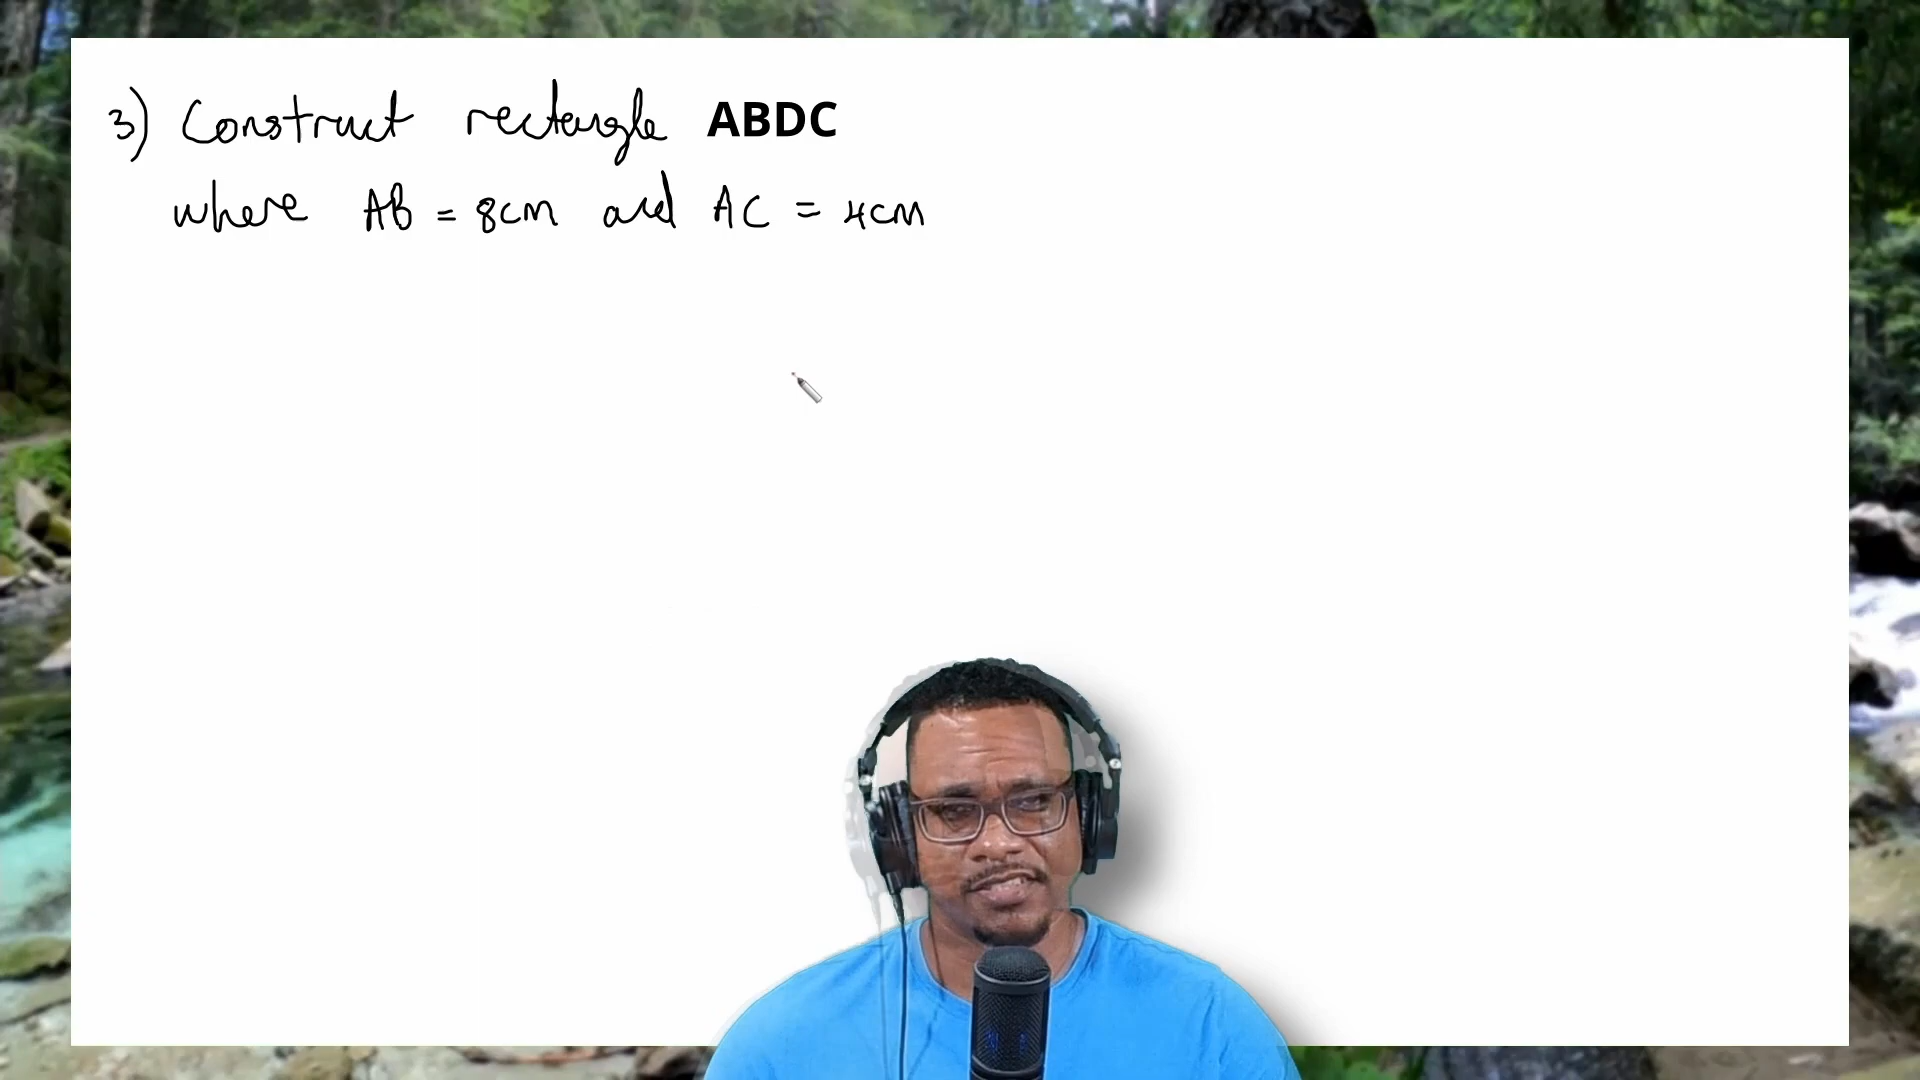 3) Construct rectangle ABDC
where AB = 8cm and AC = 4cm